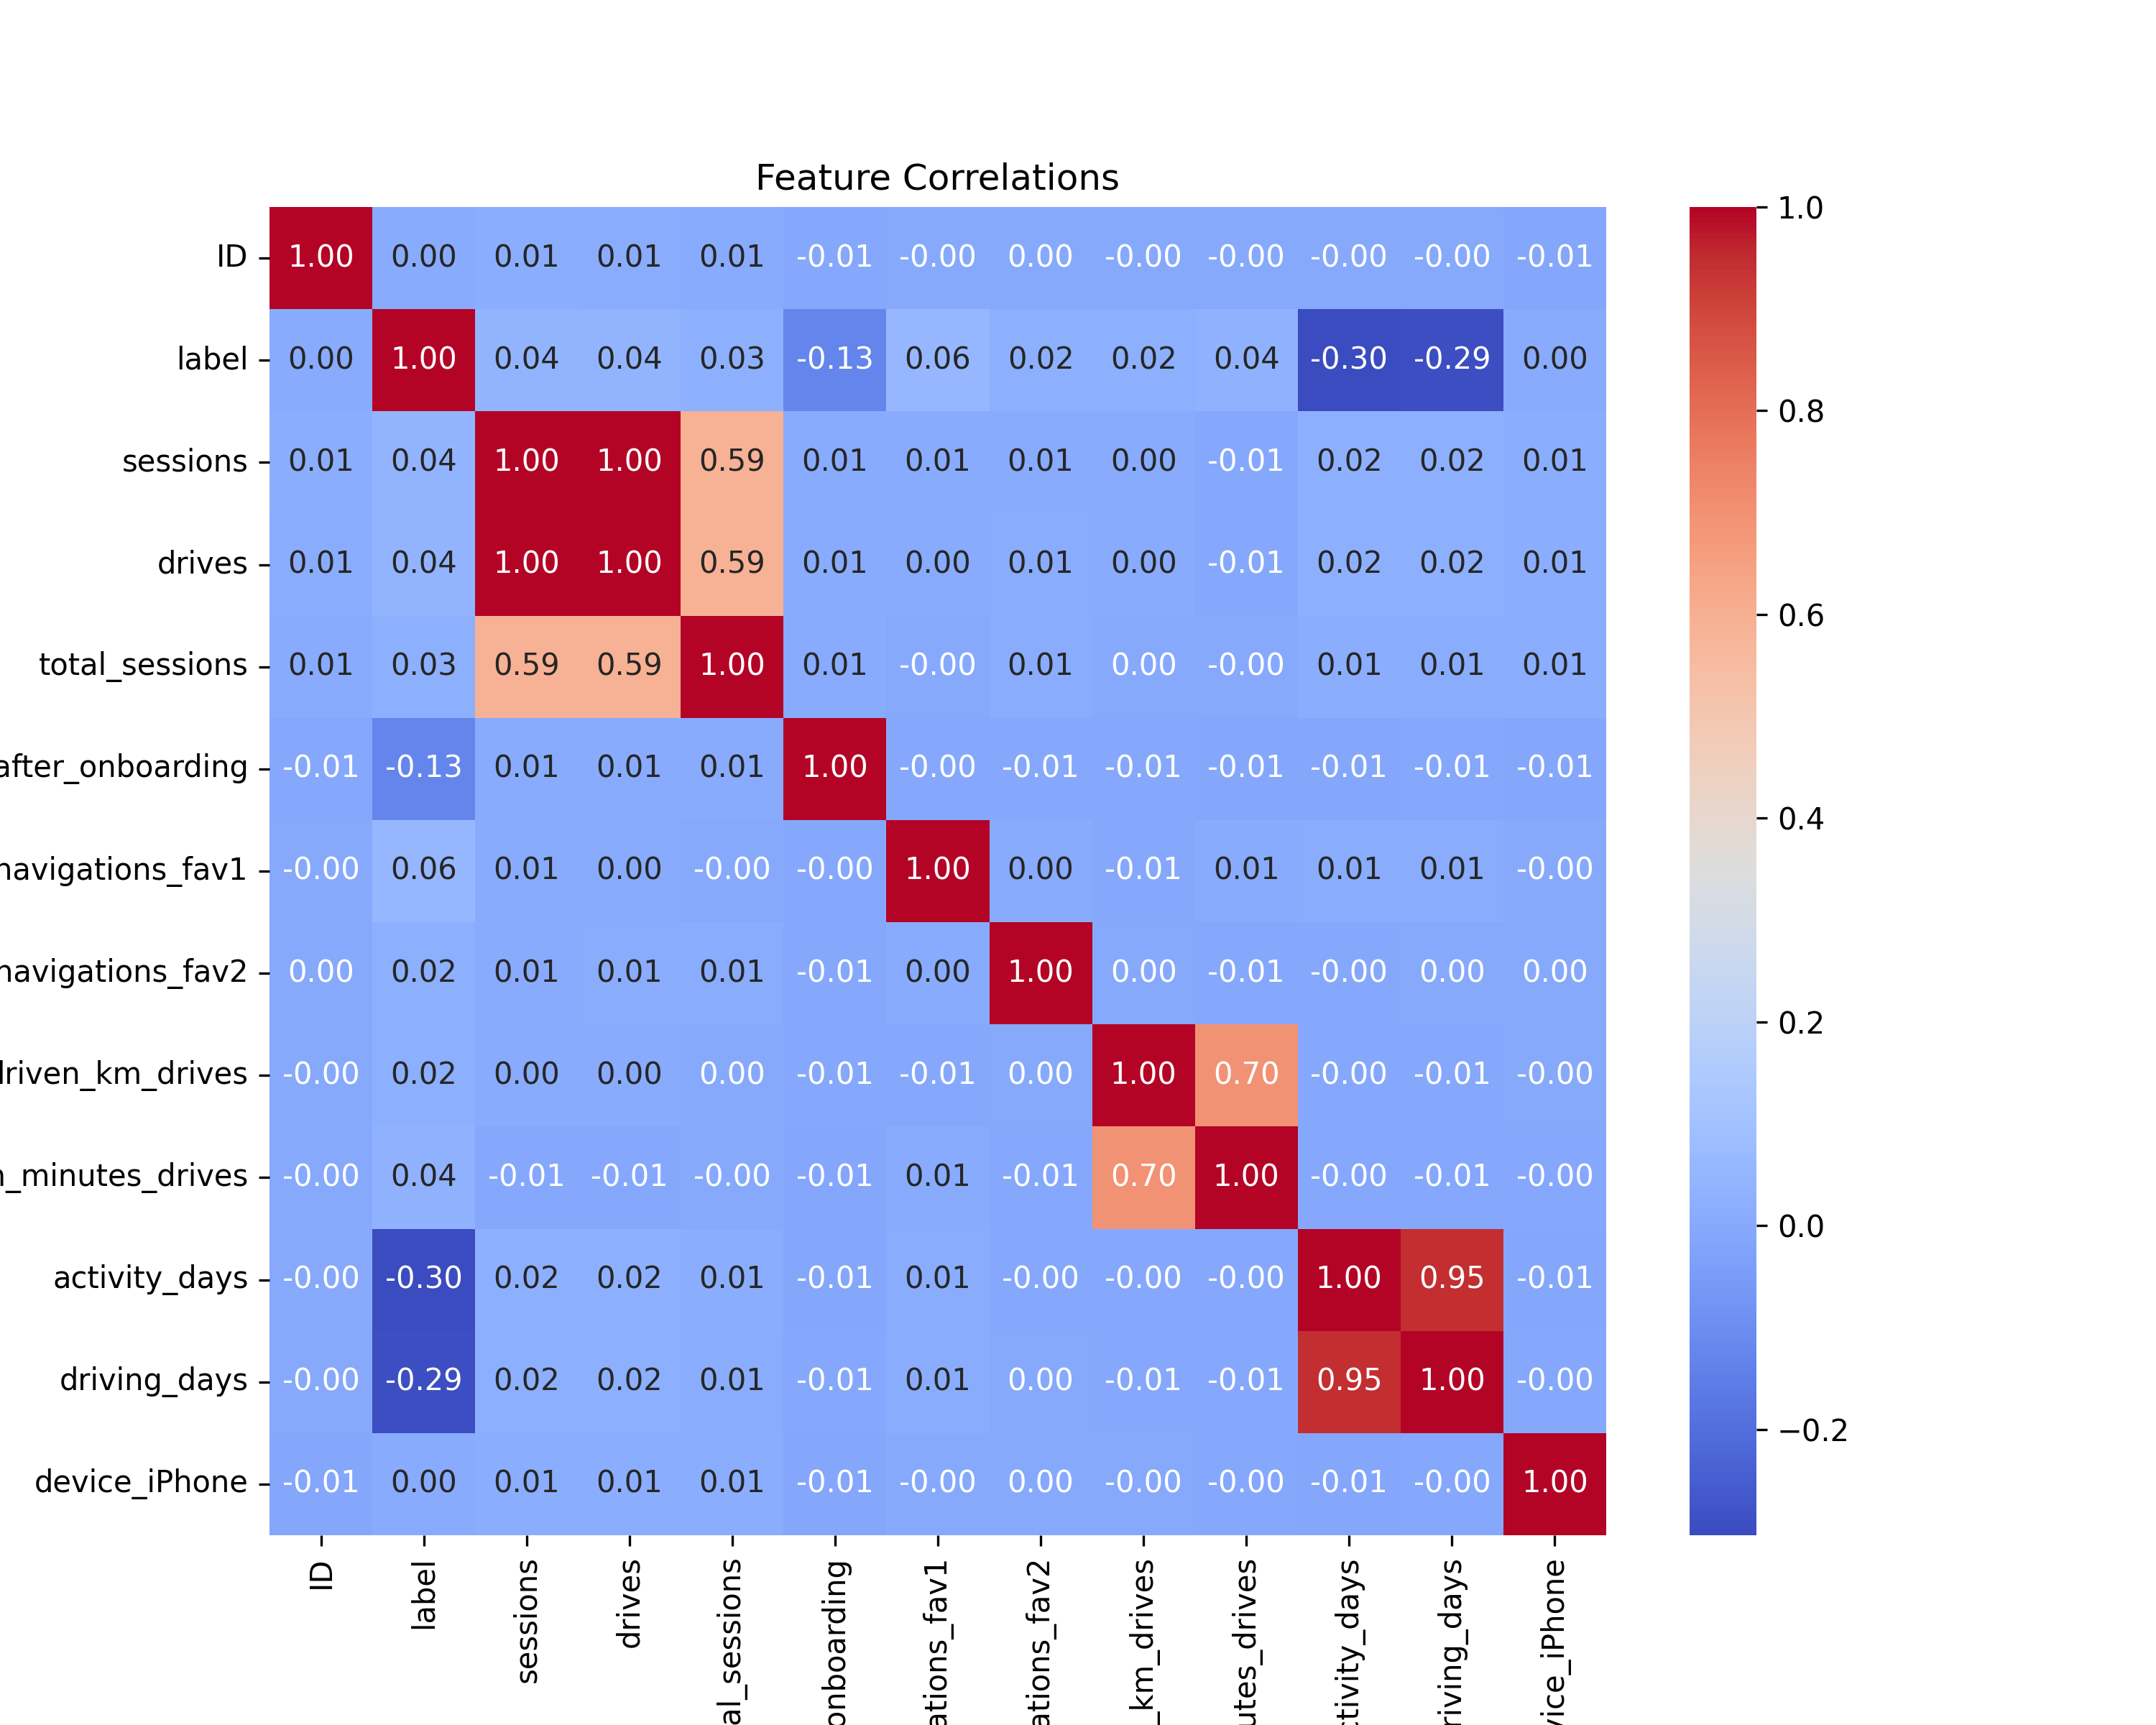 Feature Correlations
ID 1.00 0.00 0.01 0.01 0.01 -0.01 -0.00 0.00 -0.00 -0.00 -0.00 -0.00 -0.01
label 0.00 1.00 0.04 0.04 0.03 -0.13 0.06 0.02 0.02 0.04 -0.30 -0.29 0.00
sessions 0.01 0.04 1.00 1.00 0.59 0.01 0.01 0.01 0.00 -0.01 0.02 0.02 0.01
drives 0.01 0.04 1.00 1.00 0.59 0.01 0.00 0.01 0.00 -0.01 0.02 0.02 0.01
total_sessions 0.01 0.03 0.59 0.59 1.00 0.01 -0.00 0.01 0.00 -0.00 0.01 0.01 0.01
after_onboarding -0.01 -0.13 0.01 0.01 0.01 1.00 -0.00 -0.01 -0.01 -0.01 -0.01 -0.01 -0.01
navigations_fav1 -0.00 0.06 0.01 0.00 -0.00 -0.00 1.00 0.00 -0.01 0.01 0.01 0.01 -0.00
navigations_fav2 0.00 0.02 0.01 0.01 0.01 -0.01 0.00 1.00 0.00 -0.01 -0.00 0.00 0.00
driven_km_drives -0.00 0.02 0.00 0.00 0.00 -0.01 -0.01 0.00 1.00 0.70 -0.00 -0.01 -0.00
n_minutes_drives -0.00 0.04 -0.01 -0.01 -0.00 -0.01 0.01 -0.01 0.70 1.00 -0.00 -0.01 -0.00
activity_days -0.00 -0.30 0.02 0.02 0.01 -0.01 0.01 -0.00 -0.00 -0.00 1.00 0.95 -0.01
driving_days -0.00 -0.29 0.02 0.02 0.01 -0.01 0.01 0.00 -0.01 -0.01 0.95 1.00 -0.00
device_iPhone -0.01 0.00 0.01 0.01 0.01 -0.01 -0.00 0.00 -0.00 -0.00 -0.01 -0.00 1.00
ID
label
sessions
drives
al_sessions
onboarding
ations_fav1
ations_fav2
_km_drives
utes_drives
ctivity_days
riving_days
vice_iPhone
1.0
0.8
0.6
0.4
0.2
0.0
−0.2